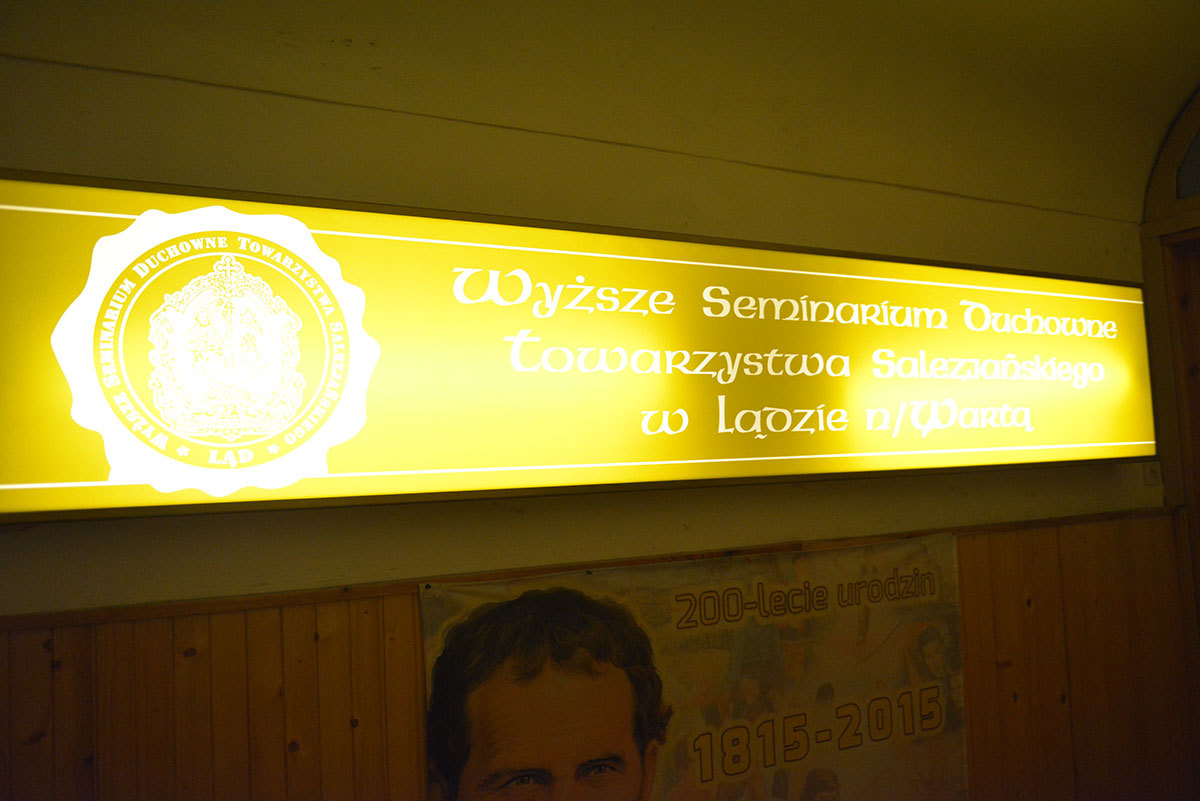 Wyższe Seminarium Duchowne Towarzystwa Salezjańskiego
★ LĄD ★
Wyższe Seminarium Duchowne
Towarzystwa Salezjańskiego
w Lądzie n/Wartą
200-lecie urodzin
1815-2015